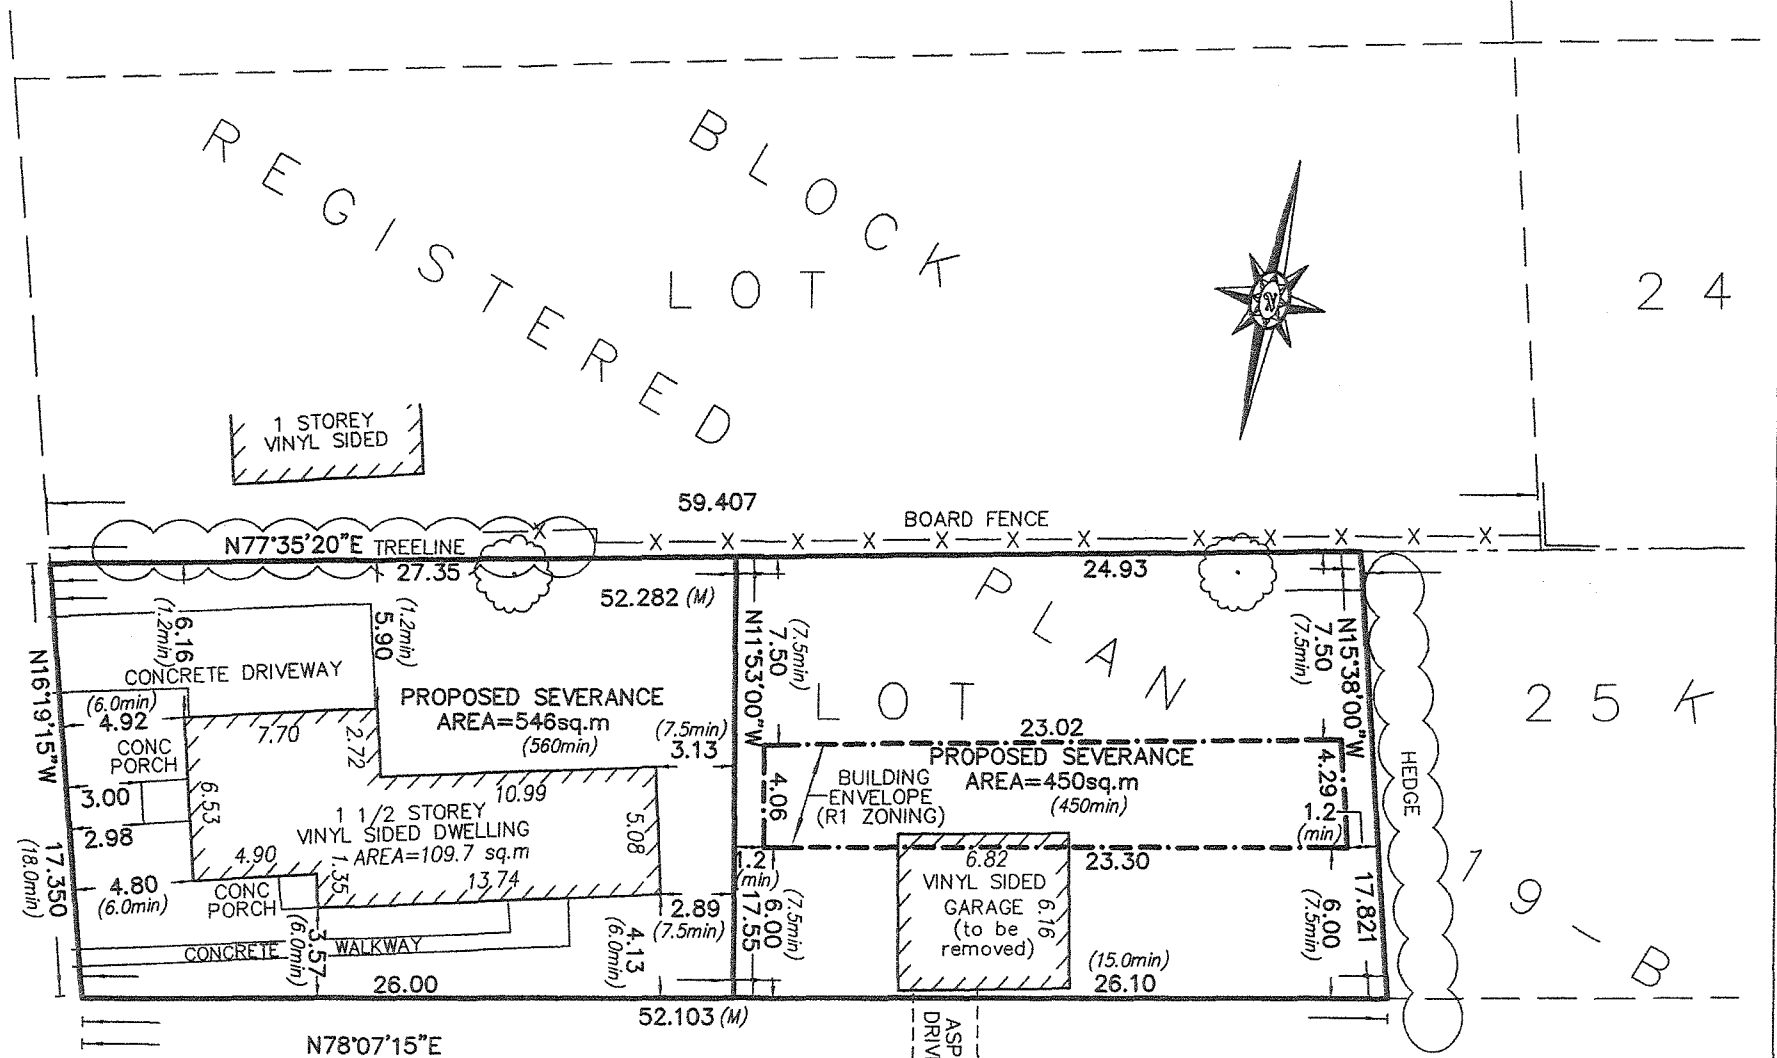 REGISTERED
BLOCK
LOT
24
1 STOREY
VINYL SIDED
59.407
BOARD FENCE
N77°35'20"E TREELINE
27.35
52.282 (M)
24.93
PLAN
LOT
25K
19-B
HEDGE
N16°19'15"W
17.350
(18.0min)
6.16
(1.2min)
5.90
(1.2min)
CONCRETE DRIVEWAY
(6.0min)
4.92
CONC
PORCH
3.00
2.98
4.80
(6.0min)
7.70
2.72
6.53
10.99
5.08
4.90
1.35
13.74
PROPOSED SEVERANCE
AREA=546sq.m
(560min)
(7.5min)
3.13
1 1/2 STOREY
VINYL SIDED DWELLING
AREA=109.7 sq.m
CONC
PORCH
2.89
(7.5min)
3.57
(6.0min)
4.13
(6.0min)
CONCRETE WALKWAY
26.00
52.103 (M)
N78°07'15"E
N11°53'00"W
17.55
7.50
(7.5min)
7.50
(7.5min)
N15°38'00"W
17.821
23.02
PROPOSED SEVERANCE
AREA=450sq.m
(450min)
BUILDING
ENVELOPE
(R1 ZONING)
4.06
4.29
1.2
(min)
1.2
(min)
23.30
6.00
(7.5min)
6.00
(7.5min)
6.82
VINYL SIDED
GARAGE
(to be
removed)
6.16
(15.0min)
26.10
ASP
DRIV
N
X X X X X X X X X X X X X